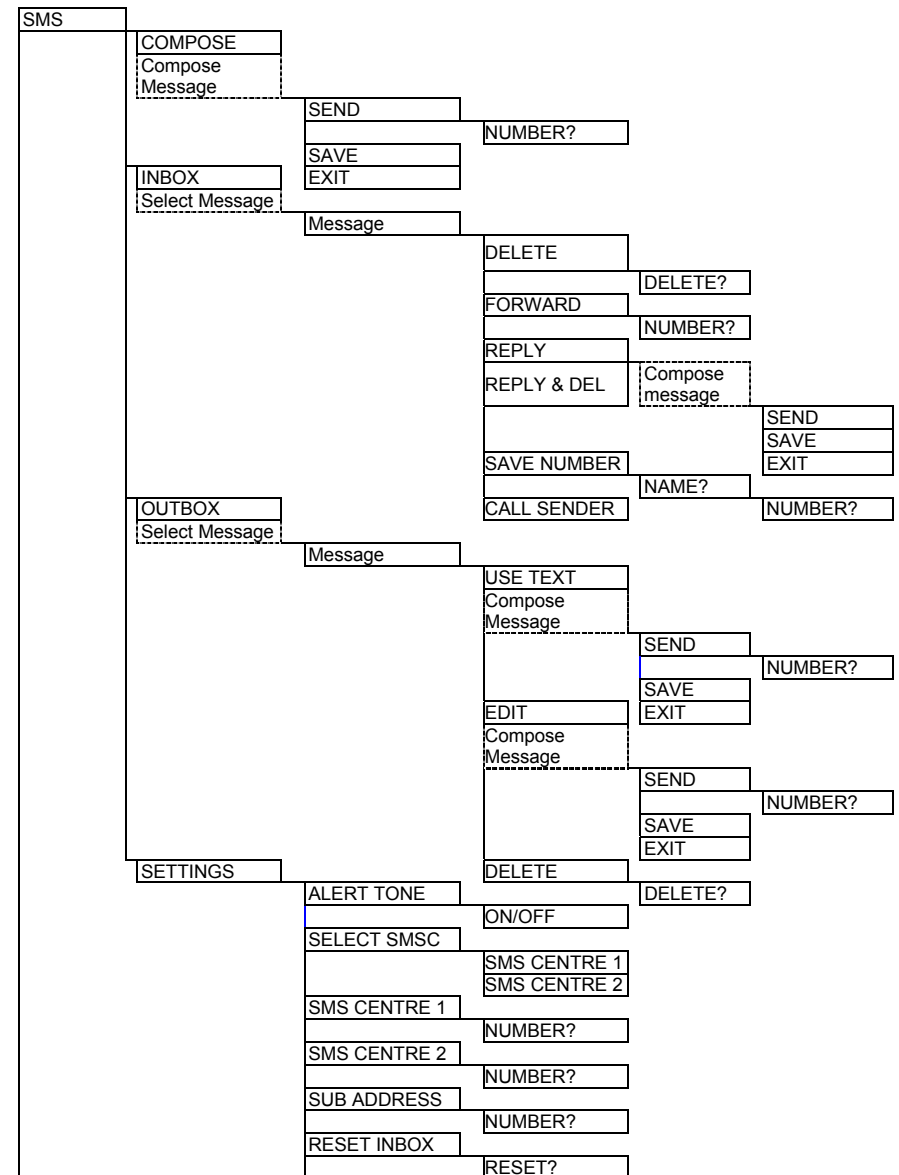 SMS
COMPOSE
Compose
Message
SEND
NUMBER?
SAVE
INBOX
EXIT
Select Message
Message
DELETE
DELETE?
FORWARD
NUMBER?
REPLY
REPLY & DEL
Compose
message
SEND
SAVE
SAVE NUMBER
EXIT
NAME?
OUTBOX
CALL SENDER
NUMBER?
Select Message
Message
USE TEXT
Compose
Message
SEND
NUMBER?
SAVE
EDIT
EXIT
Compose
Message
SEND
NUMBER?
SAVE
EXIT
SETTINGS
DELETE
ALERT TONE
DELETE?
ON/OFF
SELECT SMSC
SMS CENTRE 1
SMS CENTRE 2
SMS CENTRE 1
NUMBER?
SMS CENTRE 2
NUMBER?
SUB ADDRESS
NUMBER?
RESET INBOX
RESET?